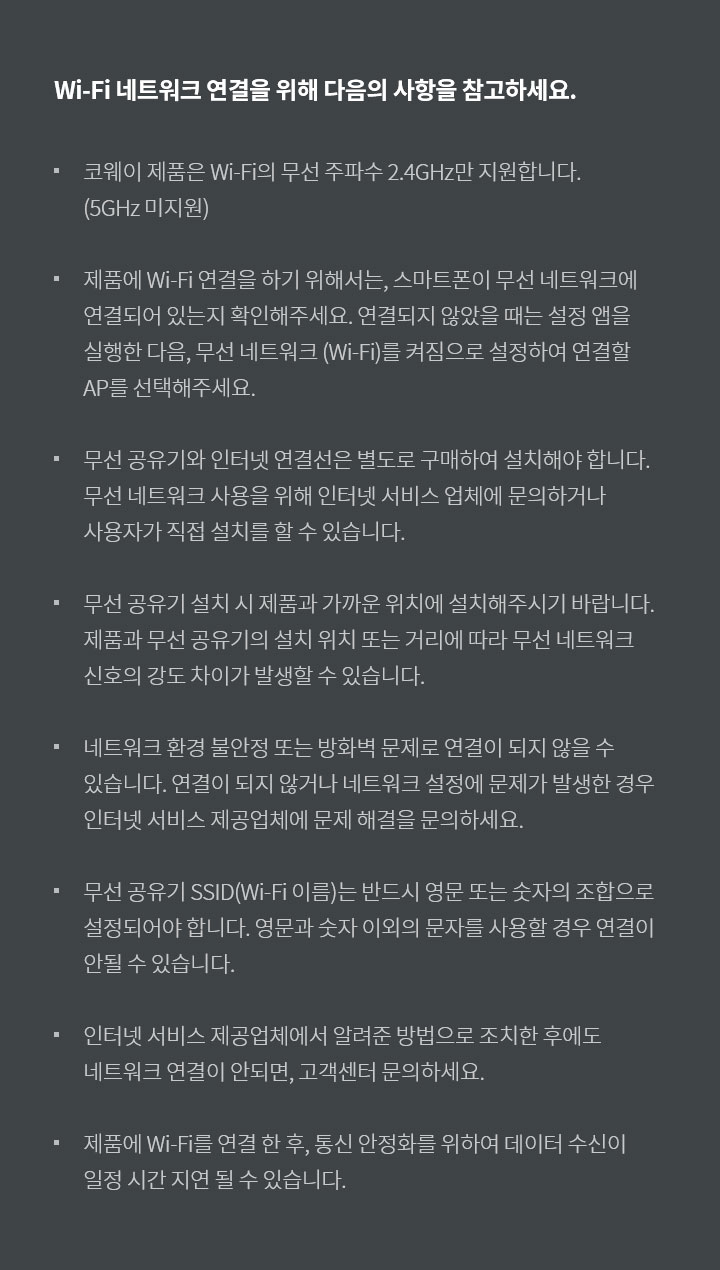 Wi-Fi 네트워크 연결을 위해 다음의 사항을 참고하세요.
▪ 코웨이 제품은 Wi-Fi의 무선 주파수 2.4GHz만 지원합니다.
(5GHz 미지원)
▪ 제품에 Wi-Fi 연결을 하기 위해서는, 스마트폰이 무선 네트워크에
연결되어 있는지 확인해주세요. 연결되지 않았을 때는 설정 앱을
실행한 다음, 무선 네트워크 (Wi-Fi)를 켜짐으로 설정하여 연결할
AP를 선택해주세요.
▪ 무선 공유기와 인터넷 연결선은 별도로 구매하여 설치해야 합니다.
무선 네트워크 사용을 위해 인터넷 서비스 업체에 문의하거나
사용자가 직접 설치를 할 수 있습니다.
▪ 무선 공유기 설치 시 제품과 가까운 위치에 설치해주시기 바랍니다.
제품과 무선 공유기의 설치 위치 또는 거리에 따라 무선 네트워크
신호의 강도 차이가 발생할 수 있습니다.
▪ 네트워크 환경 불안정 또는 방화벽 문제로 연결이 되지 않을 수
있습니다. 연결이 되지 않거나 네트워크 설정에 문제가 발생한 경우
인터넷 서비스 제공업체에 문제 해결을 문의하세요.
▪ 무선 공유기 SSID(Wi-Fi 이름)는 반드시 영문 또는 숫자의 조합으로
설정되어야 합니다. 영문과 숫자 이외의 문자를 사용할 경우 연결이
안될 수 있습니다.
▪ 인터넷 서비스 제공업체에서 알려준 방법으로 조치한 후에도
네트워크 연결이 안되면, 고객센터 문의하세요.
▪ 제품에 Wi-Fi를 연결 한 후, 통신 안정화를 위하여 데이터 수신이
일정 시간 지연 될 수 있습니다.